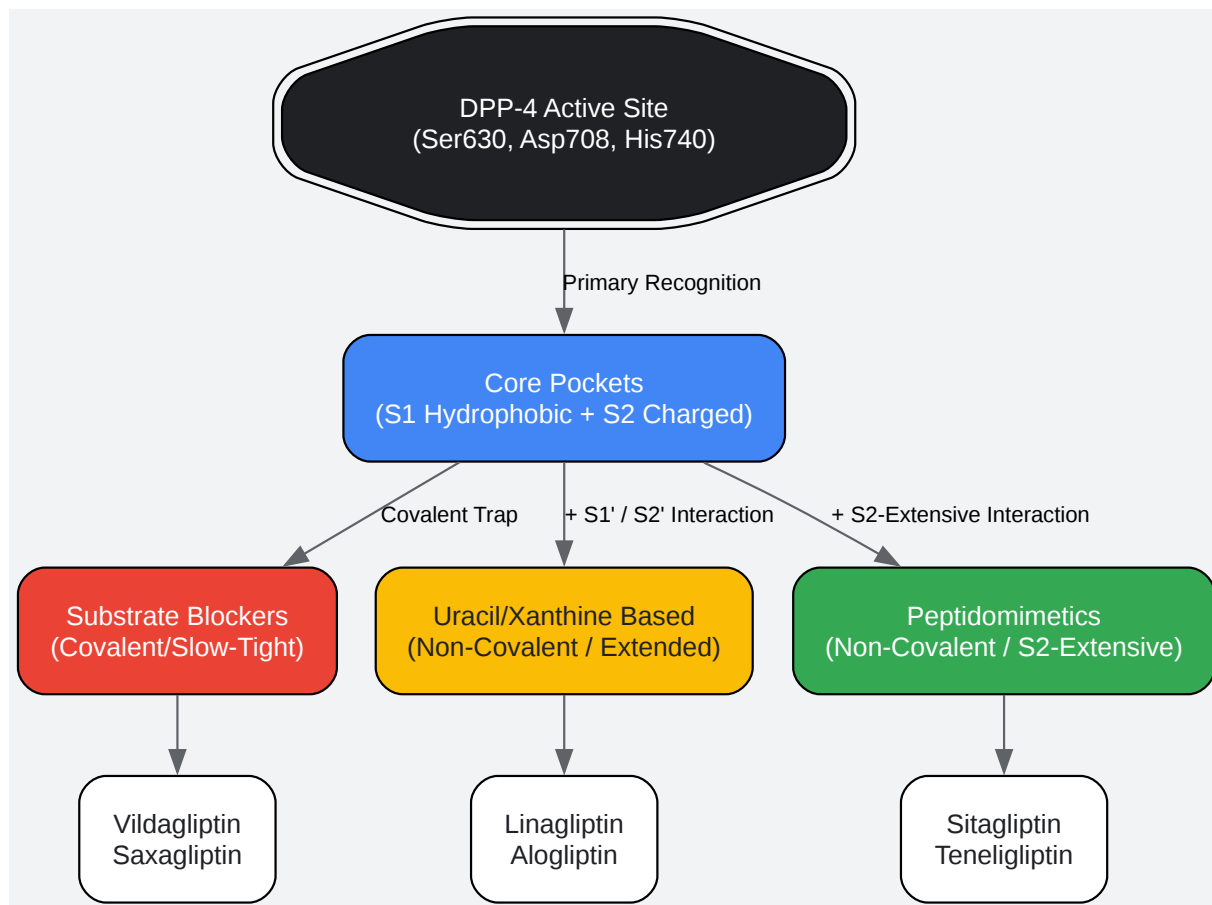 DPP-4 Active Site
(Ser630, Asp708, His740)
Primary Recognition
Core Pockets
(S1 Hydrophobic + S2 Charged)
Covalent Trap
+ S1' / S2' Interaction
+ S2-Extensive Interaction
Substrate Blockers
(Covalent/Slow-Tight)
Uracil/Xanthine Based
(Non-Covalent / Extended)
Peptidomimetics
(Non-Covalent / S2-Extensive)
Vildagliptin
Saxagliptin
Linagliptin
Alogliptin
Sitagliptin
Teneligliptin